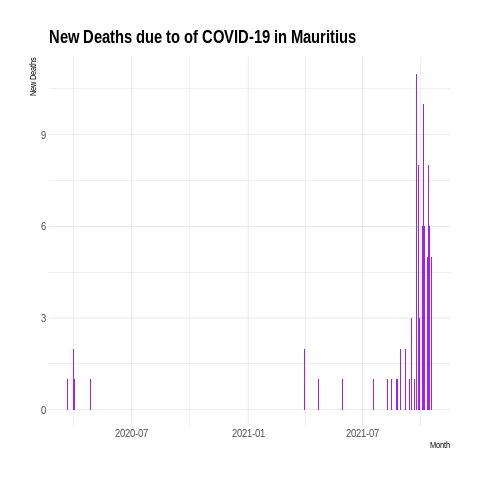 New Deaths due to of COVID-19 in Mauritius
New Deaths
9
6
3
0
2020-07 2021-01 2021-07
Month